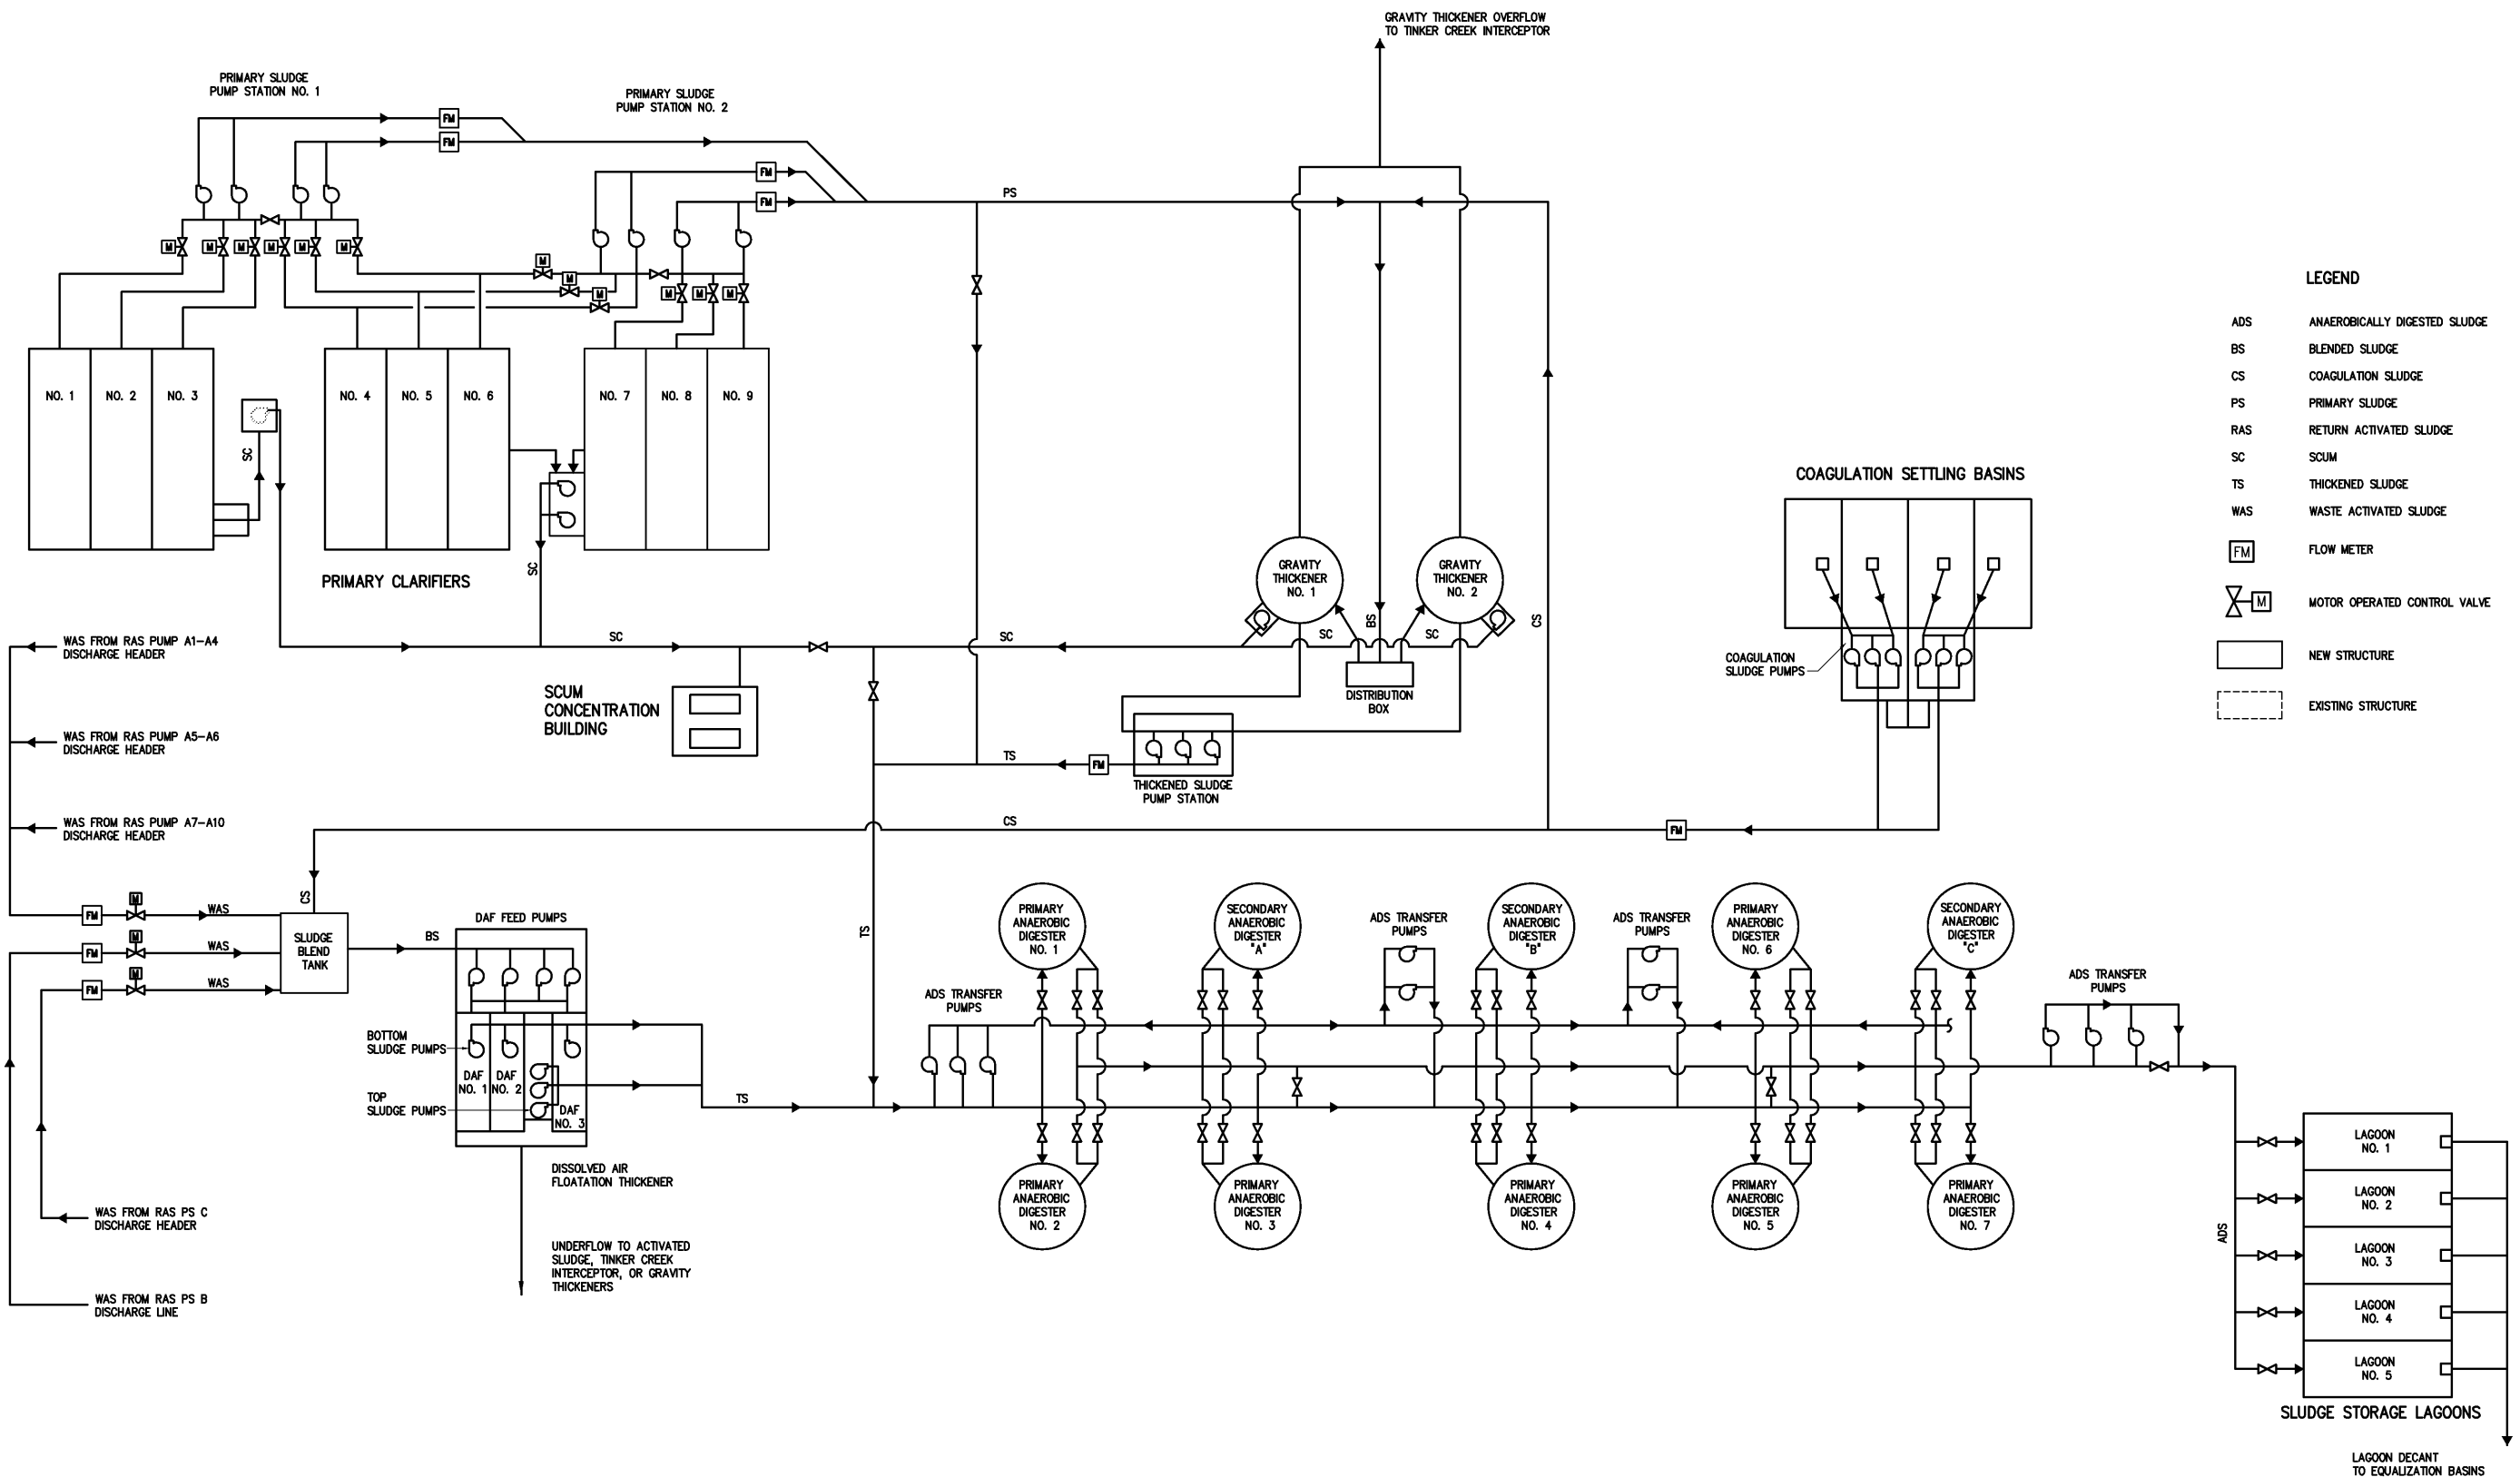 GRAVITY THICKENER OVERFLOW
TO TINKER CREEK INTERCEPTOR
PRIMARY SLUDGE
PUMP STATION NO. 1
PRIMARY SLUDGE
PUMP STATION NO. 2
FM
FM
FM
FM
PS
M
M
M
M
M
M
M
M
M
M
M
M
NO. 1
NO. 2
NO. 3
NO. 4
NO. 5
NO. 6
NO. 7
NO. 8
NO. 9
SC
SC
PRIMARY CLARIFIERS
LEGEND
ADS ANAEROBICALLY DIGESTED SLUDGE
BS BLENDED SLUDGE
CS COAGULATION SLUDGE
PS PRIMARY SLUDGE
RAS RETURN ACTIVATED SLUDGE
SC SCUM
TS THICKENED SLUDGE
WAS WASTE ACTIVATED SLUDGE
FM FLOW METER
M MOTOR OPERATED CONTROL VALVE
NEW STRUCTURE
EXISTING STRUCTURE
COAGULATION SETTLING BASINS
COAGULATION
SLUDGE PUMPS
GRAVITY
THICKENER
NO. 1
GRAVITY
THICKENER
NO. 2
BS
CS
SC
SC
SC
SC
DISTRIBUTION
BOX
SCUM
CONCENTRATION
BUILDING
TS
FM
THICKENED SLUDGE
PUMP STATION
CS
FM
WAS FROM RAS PUMP A1-A4
DISCHARGE HEADER
WAS FROM RAS PUMP A5-A6
DISCHARGE HEADER
WAS FROM RAS PUMP A7-A10
DISCHARGE HEADER
FM
M
WAS
FM
M
WAS
FM
M
WAS
CS
SLUDGE
BLEND
TANK
BS
DAF FEED PUMPS
BOTTOM
SLUDGE PUMPS
TOP
SLUDGE PUMPS
DAF
NO. 1
DAF
NO. 2
DAF
NO. 3
TS
TS
DISSOLVED AIR
FLOATATION THICKENER
UNDERFLOW TO ACTIVATED
SLUDGE, TINKER CREEK
INTERCEPTOR, OR GRAVITY
THICKENERS
WAS FROM RAS PS C
DISCHARGE HEADER
WAS FROM RAS PS B
DISCHARGE LINE
PRIMARY
ANAEROBIC
DIGESTER
NO. 1
SECONDARY
ANAEROBIC
DIGESTER
"A"
ADS TRANSFER
PUMPS
SECONDARY
ANAEROBIC
DIGESTER
"B"
ADS TRANSFER
PUMPS
PRIMARY
ANAEROBIC
DIGESTER
NO. 6
SECONDARY
ANAEROBIC
DIGESTER
"C"
ADS TRANSFER
PUMPS
ADS TRANSFER
PUMPS
PRIMARY
ANAEROBIC
DIGESTER
NO. 2
PRIMARY
ANAEROBIC
DIGESTER
NO. 3
PRIMARY
ANAEROBIC
DIGESTER
NO. 4
PRIMARY
ANAEROBIC
DIGESTER
NO. 5
PRIMARY
ANAEROBIC
DIGESTER
NO. 7
ADS
LAGOON
NO. 1
LAGOON
NO. 2
LAGOON
NO. 3
LAGOON
NO. 4
LAGOON
NO. 5
SLUDGE STORAGE LAGOONS
LAGOON DECANT
TO EQUALIZATION BASINS